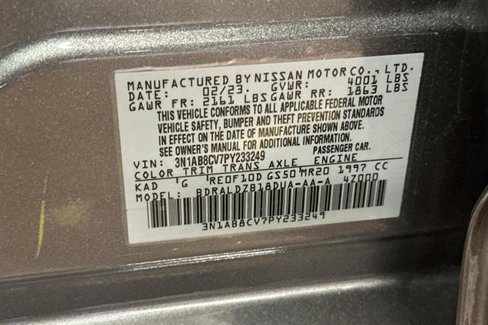 MANUFACTURED BY NISSAN MOTOR CO., LTD.
DATE: 02/23 GVWR: 4001 LBS
GAWR FR: 2161 LBS GAWR RR: 1863 LBS
THIS VEHICLE CONFORMS TO ALL APPLICABLE FEDERAL MOTOR
VEHICLE SAFETY, BUMPER AND THEFT PREVENTION STANDARDS
IN EFFECT ON THE DATE OF MANUFACTURE SHOWN ABOVE.
SEE OWNER'S MANUAL FOR ADDITIONAL INFORMATION.
VIN: 3N1AB8CV7PY233249 PASSENGER CAR
COLOR TRIM TRANS AXLE ENGINE
KAD G RE0F10D GS50 MR20 1997 CC
MODEL: BDRALDZB18DUA-AA-A 47000
3N1AB8CV7PY233249